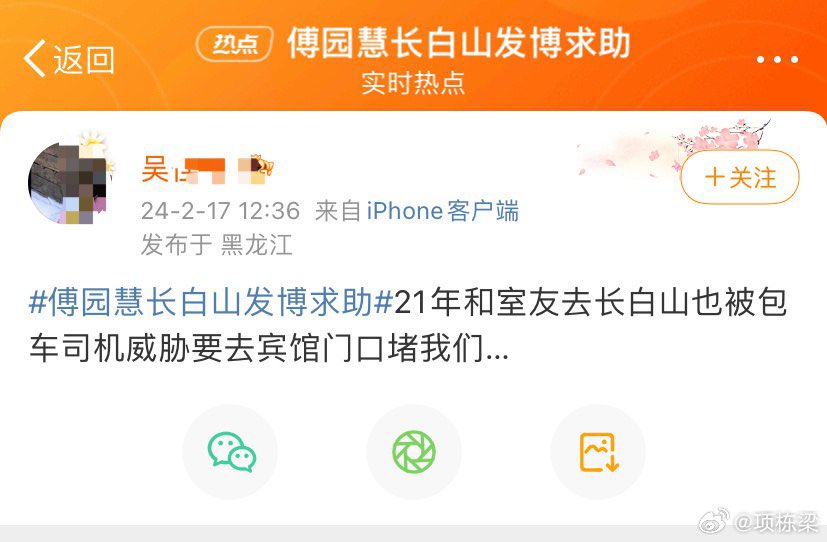 返回
热点 傅园慧长白山发博求助
实时热点
吴
24-2-17 12:36 来自 iPhone客户端
发布于 黑龙江
+关注
#傅园慧长白山发博求助#21年和室友去长白山也被包
车司机威胁要去宾馆门口堵我们...
@项栋梁